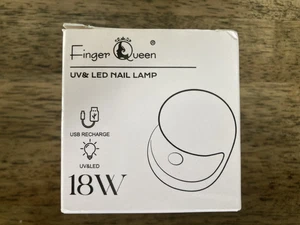 Finger Queen ®
UV& LED NAIL LAMP
USB RECHARGE
UV&LED
18W